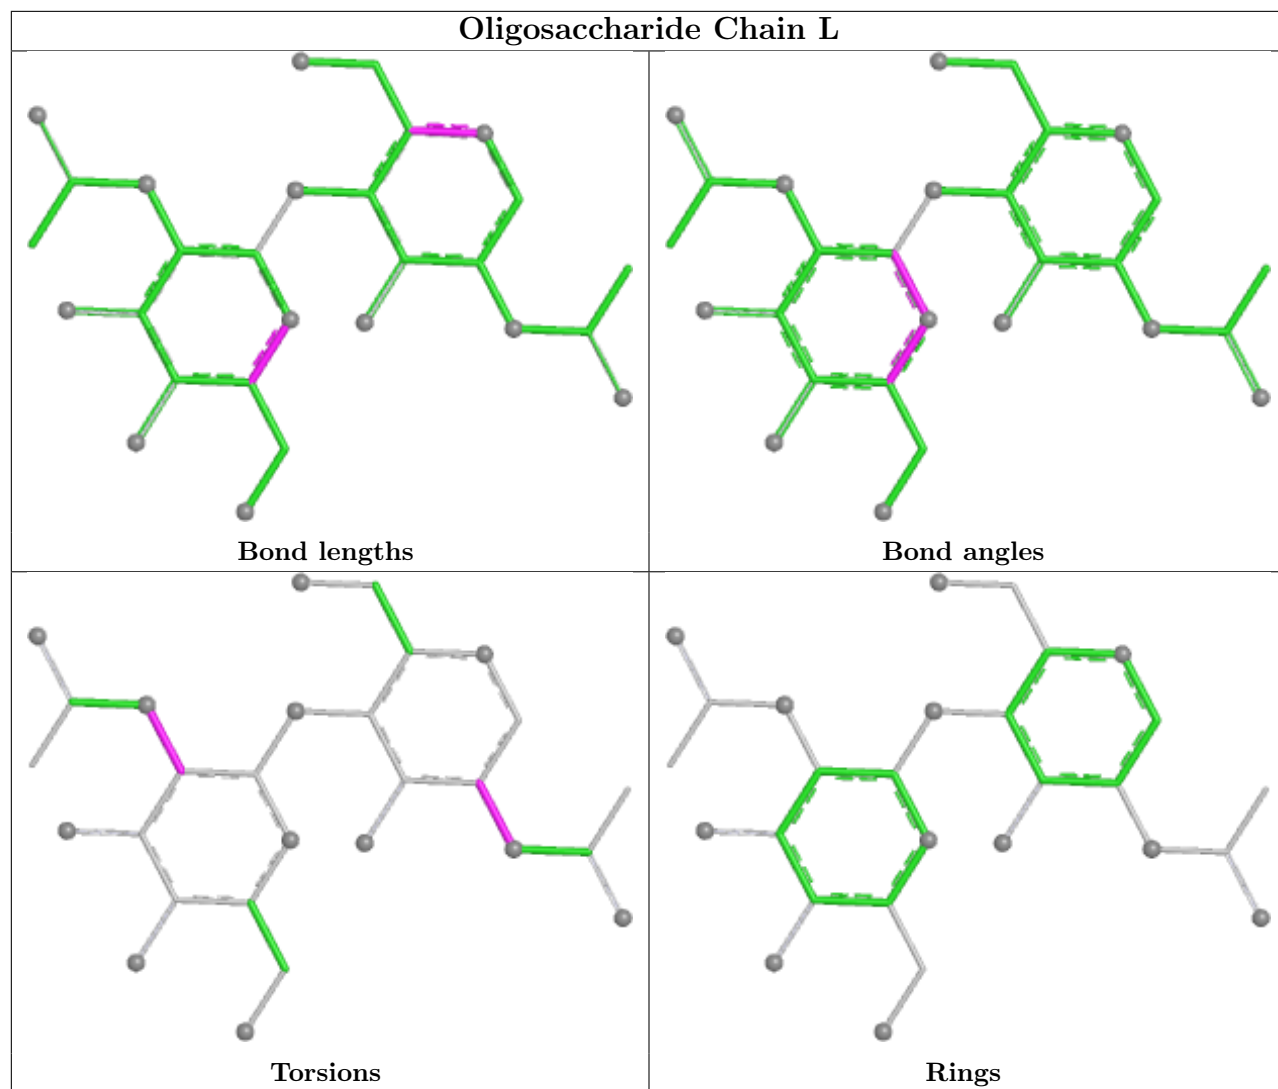 Oligosaccharide Chain L
Bond lengths
Bond angles
Torsions
Rings